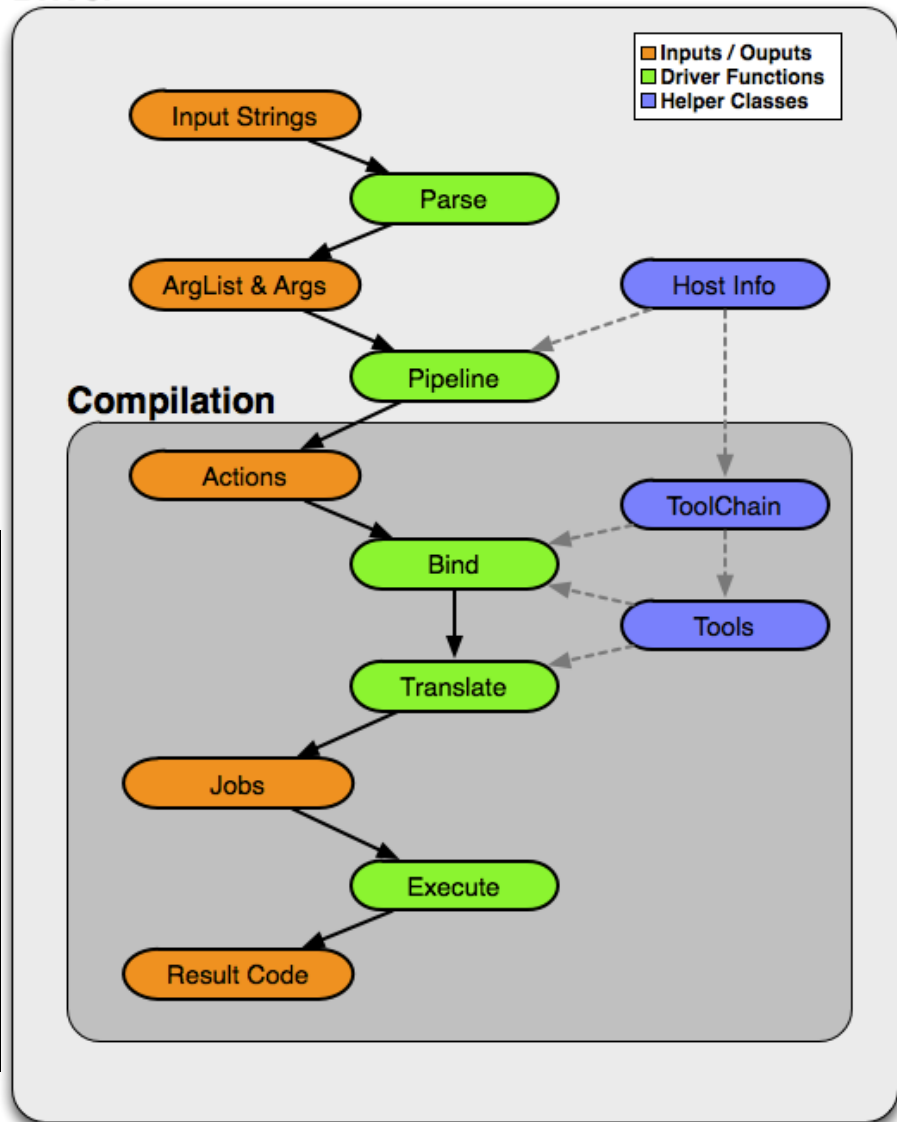 Inputs / Ouputs
Driver Functions
Helper Classes
Input Strings
Parse
ArgList & Args
Host Info
Pipeline
Compilation
Actions
ToolChain
Bind
Tools
Translate
Jobs
Execute
Result Code